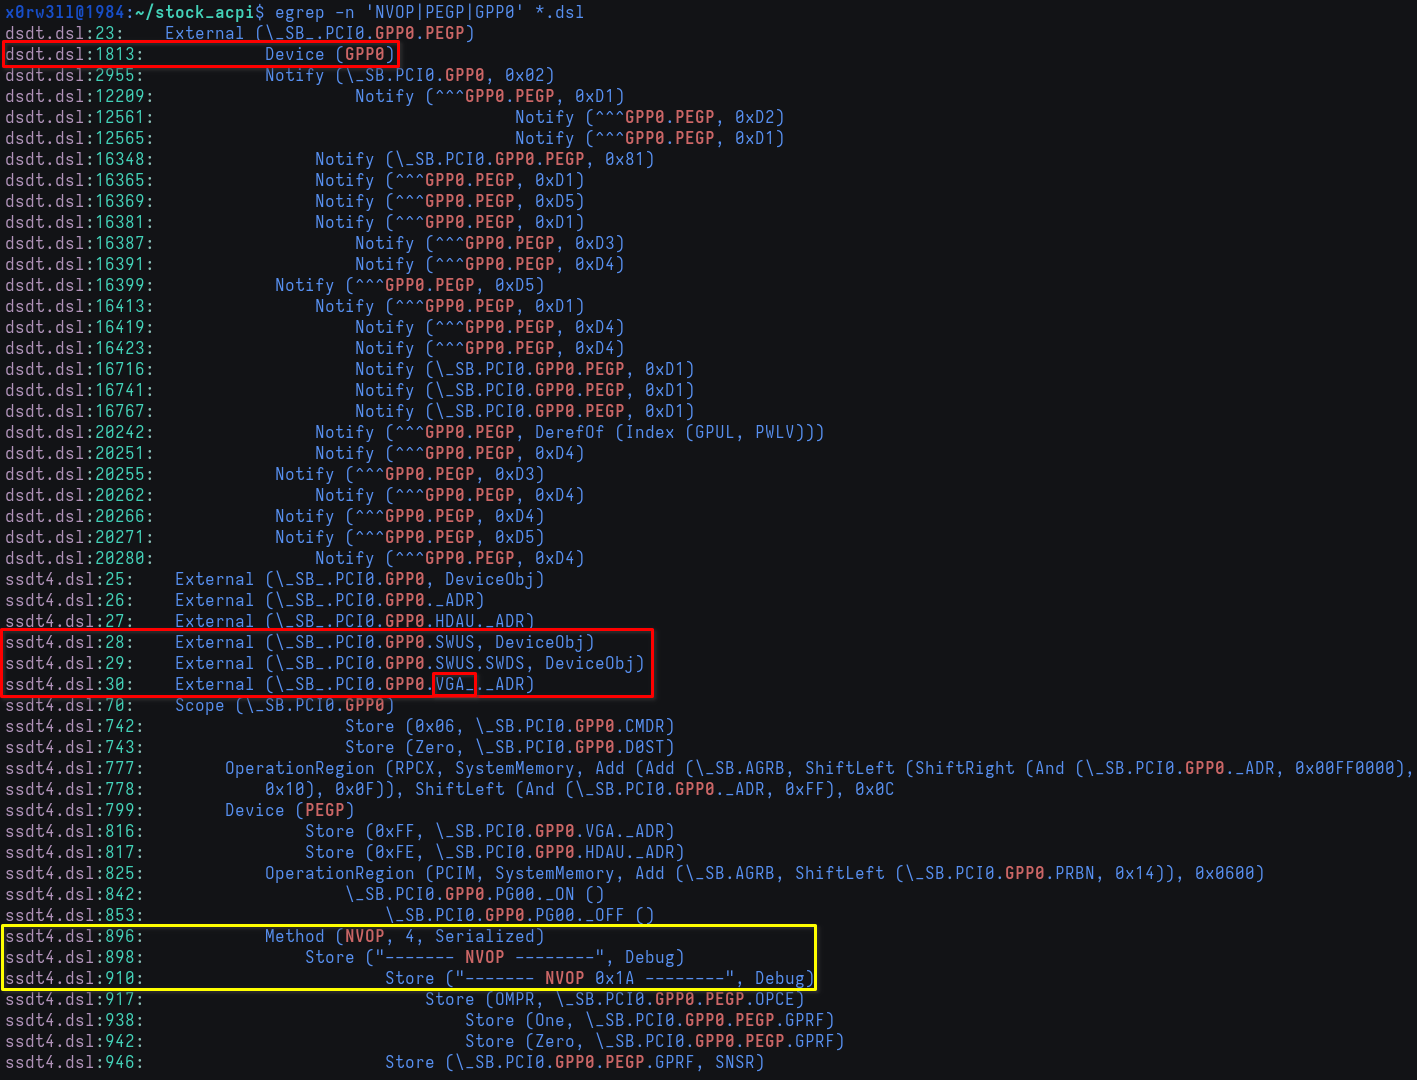 x0rw3ll@1984:~/stock_acpi$ egrep -n 'NVOP|PEGP|GPP0' *.dsl
dsdt.dsl:23:    External (\_SB_.PCI0.GPP0.PEGP)
dsdt.dsl:1813:            Device (GPP0)
dsdt.dsl:2955:            Notify (\_SB.PCI0.GPP0, 0x02)
dsdt.dsl:12209:                    Notify (^^^GPP0.PEGP, 0xD1)
dsdt.dsl:12561:                                    Notify (^^^GPP0.PEGP, 0xD2)
dsdt.dsl:12565:                                    Notify (^^^GPP0.PEGP, 0xD1)
dsdt.dsl:16348:                Notify (\_SB.PCI0.GPP0.PEGP, 0x81)
dsdt.dsl:16365:                Notify (^^^GPP0.PEGP, 0xD1)
dsdt.dsl:16369:                Notify (^^^GPP0.PEGP, 0xD5)
dsdt.dsl:16381:                Notify (^^^GPP0.PEGP, 0xD1)
dsdt.dsl:16387:                    Notify (^^^GPP0.PEGP, 0xD3)
dsdt.dsl:16391:                    Notify (^^^GPP0.PEGP, 0xD4)
dsdt.dsl:16399:            Notify (^^^GPP0.PEGP, 0xD5)
dsdt.dsl:16413:                Notify (^^^GPP0.PEGP, 0xD1)
dsdt.dsl:16419:                    Notify (^^^GPP0.PEGP, 0xD4)
dsdt.dsl:16423:                    Notify (^^^GPP0.PEGP, 0xD4)
dsdt.dsl:16716:                    Notify (\_SB.PCI0.GPP0.PEGP, 0xD1)
dsdt.dsl:16741:                    Notify (\_SB.PCI0.GPP0.PEGP, 0xD1)
dsdt.dsl:16767:                    Notify (\_SB.PCI0.GPP0.PEGP, 0xD1)
dsdt.dsl:20242:                Notify (^^^GPP0.PEGP, DerefOf (Index (GPUL, PWLV)))
dsdt.dsl:20251:                Notify (^^^GPP0.PEGP, 0xD4)
dsdt.dsl:20255:            Notify (^^^GPP0.PEGP, 0xD3)
dsdt.dsl:20262:                Notify (^^^GPP0.PEGP, 0xD4)
dsdt.dsl:20266:            Notify (^^^GPP0.PEGP, 0xD4)
dsdt.dsl:20271:            Notify (^^^GPP0.PEGP, 0xD5)
dsdt.dsl:20280:                Notify (^^^GPP0.PEGP, 0xD4)
ssdt4.dsl:25:    External (\_SB_.PCI0.GPP0, DeviceObj)
ssdt4.dsl:26:    External (\_SB_.PCI0.GPP0._ADR)
ssdt4.dsl:27:    External (\_SB_.PCI0.GPP0.HDAU._ADR)
ssdt4.dsl:28:    External (\_SB_.PCI0.GPP0.SWUS, DeviceObj)
ssdt4.dsl:29:    External (\_SB_.PCI0.GPP0.SWUS.SWDS, DeviceObj)
ssdt4.dsl:30:    External (\_SB_.PCI0.GPP0.VGA_._ADR)
ssdt4.dsl:70:    Scope (\_SB.PCI0.GPP0)
ssdt4.dsl:742:                    Store (0x06, \_SB.PCI0.GPP0.CMDR)
ssdt4.dsl:743:                    Store (Zero, \_SB.PCI0.GPP0.D0ST)
ssdt4.dsl:777:        OperationRegion (RPCX, SystemMemory, Add (Add (\_SB.AGRB, ShiftLeft (ShiftRight (And (\_SB.PCI0.GPP0._ADR, 0x00FF0000),
ssdt4.dsl:778:            0x10), 0x0F)), ShiftLeft (And (\_SB.PCI0.GPP0._ADR, 0xFF), 0x0C
ssdt4.dsl:799:        Device (PEGP)
ssdt4.dsl:816:                Store (0xFF, \_SB.PCI0.GPP0.VGA._ADR)
ssdt4.dsl:817:                Store (0xFE, \_SB.PCI0.GPP0.HDAU._ADR)
ssdt4.dsl:825:            OperationRegion (PCIM, SystemMemory, Add (\_SB.AGRB, ShiftLeft (\_SB.PCI0.GPP0.PRBN, 0x14)), 0x0600)
ssdt4.dsl:842:                    \_SB.PCI0.GPP0.PG00._ON ()
ssdt4.dsl:853:                        \_SB.PCI0.GPP0.PG00._OFF ()
ssdt4.dsl:896:            Method (NVOP, 4, Serialized)
ssdt4.dsl:898:                Store ("------- NVOP --------", Debug)
ssdt4.dsl:910:                        Store ("------- NVOP 0x1A --------", Debug)
ssdt4.dsl:917:                            Store (OMPR, \_SB.PCI0.GPP0.PEGP.OPCE)
ssdt4.dsl:938:                                Store (One, \_SB.PCI0.GPP0.PEGP.GPRF)
ssdt4.dsl:942:                                Store (Zero, \_SB.PCI0.GPP0.PEGP.GPRF)
ssdt4.dsl:946:                        Store (\_SB.PCI0.GPP0.PEGP.GPRF, SNSR)